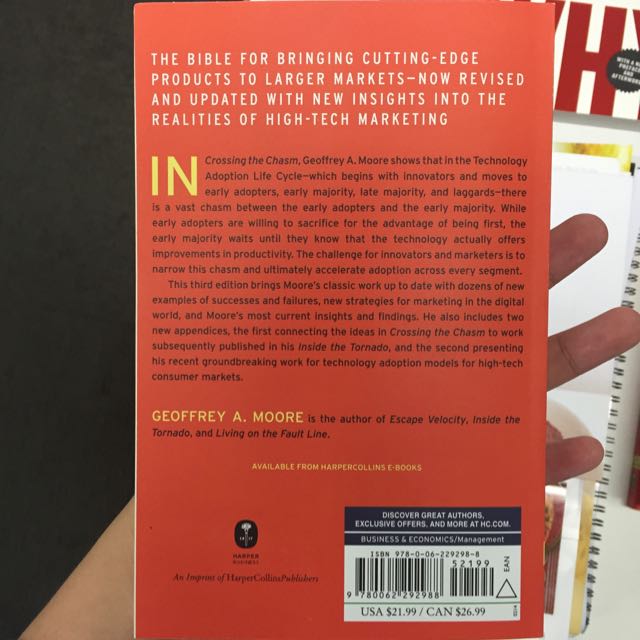 THE BIBLE FOR BRINGING CUTTING-EDGE
PRODUCTS TO LARGER MARKETS—NOW REVISED
AND UPDATED WITH NEW INSIGHTS INTO THE
REALITIES OF HIGH-TECH MARKETING
IN Crossing the Chasm, Geoffrey A. Moore shows that in the Technology
Adoption Life Cycle—which begins with innovators and moves to
early adopters, early majority, late majority, and laggards—there
is a vast chasm between the early adopters and the early majority. While
early adopters are willing to sacrifice for the advantage of being first, the
early majority waits until they know that the technology actually offers
improvements in productivity. The challenge for innovators and marketers is to
narrow this chasm and ultimately accelerate adoption across every segment.
This third edition brings Moore's classic work up to date with dozens of new
examples of successes and failures, new strategies for marketing in the digital
world, and Moore's most current insights and findings. He also includes two
new appendices, the first connecting the ideas in Crossing the Chasm to work
subsequently published in his Inside the Tornado, and the second presenting
his recent groundbreaking work for technology adoption models for high-tech
consumer markets.
GEOFFREY A. MOORE is the author of Escape Velocity, Inside the
Tornado, and Living on the Fault Line.
AVAILABLE FROM HARPERCOLLINS E-BOOKS
HARPER
BUSINESS
An Imprint of HarperCollinsPublishers
DISCOVER GREAT AUTHORS,
EXCLUSIVE OFFERS, AND MORE AT HC.COM.
BUSINESS & ECONOMICS/Management
ISBN 978-0-06-229298-8
52199
EAN
9 780062 292988
0214
USA $21.99 / CAN $26.99
HY
WITH A NEW
PREFACE
AND
AFTERWORD